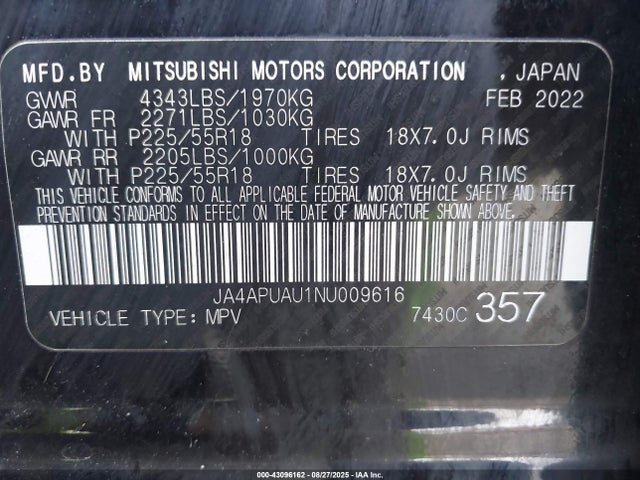 MFD.BY MITSUBISHI MOTORS CORPORATION , JAPAN
GVWR 4343LBS/1970KG FEB 2022
GAWR FR 2271LBS/1030KG
WITH P225/55R18 TIRES 18X7.0J RIMS
GAWR RR 2205LBS/1000KG
WITH P225/55R18 TIRES 18X7.0J RIMS
THIS VEHICLE CONFORMS TO ALL APPLICABLE FEDERAL MOTOR VEHICLE SAFETY AND THEFT
PREVENTION STANDARDS IN EFFECT ON THE DATE OF MANUFACTURE SHOWN ABOVE.
JA4APUAU1NU009616
VEHICLE TYPE: MPV 7430C 357
000-43096162 - 08/27/2025 - IAA Corp.